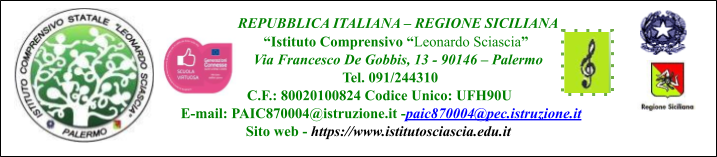 ISTITUTO COMPRENSIVO STATALE "LEONARDO SCIASCIA"
PALERMO
SCUOLA
VIRTUOSA
Generazioni
Connesse
REPUBBLICA ITALIANA – REGIONE SICILIANA
“Istituto Comprensivo “Leonardo Sciascia”
Via Francesco De Gobbis, 13 - 90146 – Palermo
Tel. 091/244310
C.F.: 80020100824 Codice Unico: UFH90U
E-mail: PAIC870004@istruzione.it -paic870004@pec.istruzione.it
Sito web - https://www.istitutosciascia.edu.it
Regione Siciliana